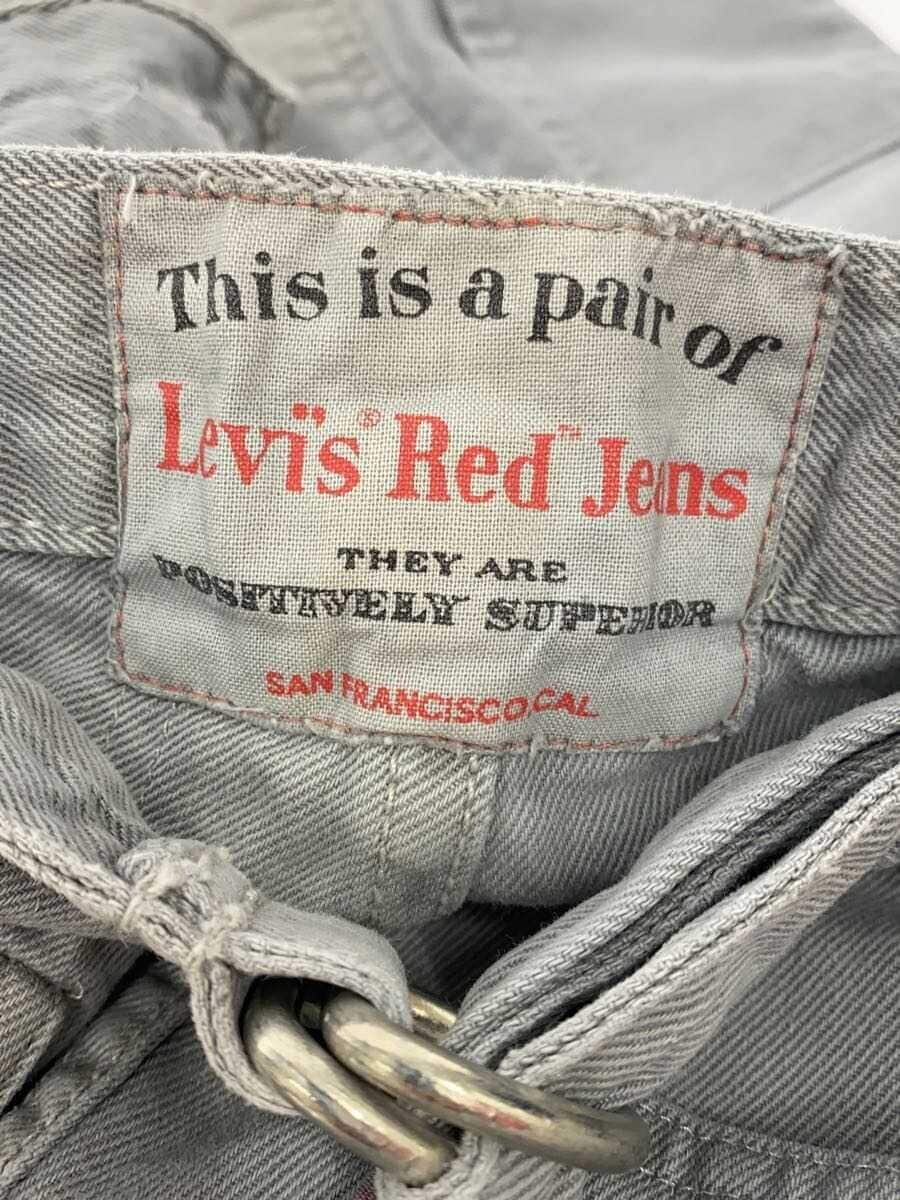 This is a pair of
Levi's® Red™ Jeans
THEY ARE
POSITIVELY SUPERIOR
SAN FRANCISCO CAL